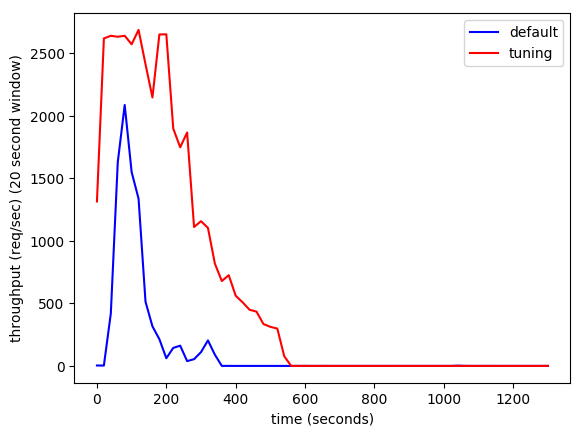 default
tuning
throughput (req/sec) (20 second window)
2500
2000
1500
1000
500
0
0 200 400 600 800 1000 1200
time (seconds)